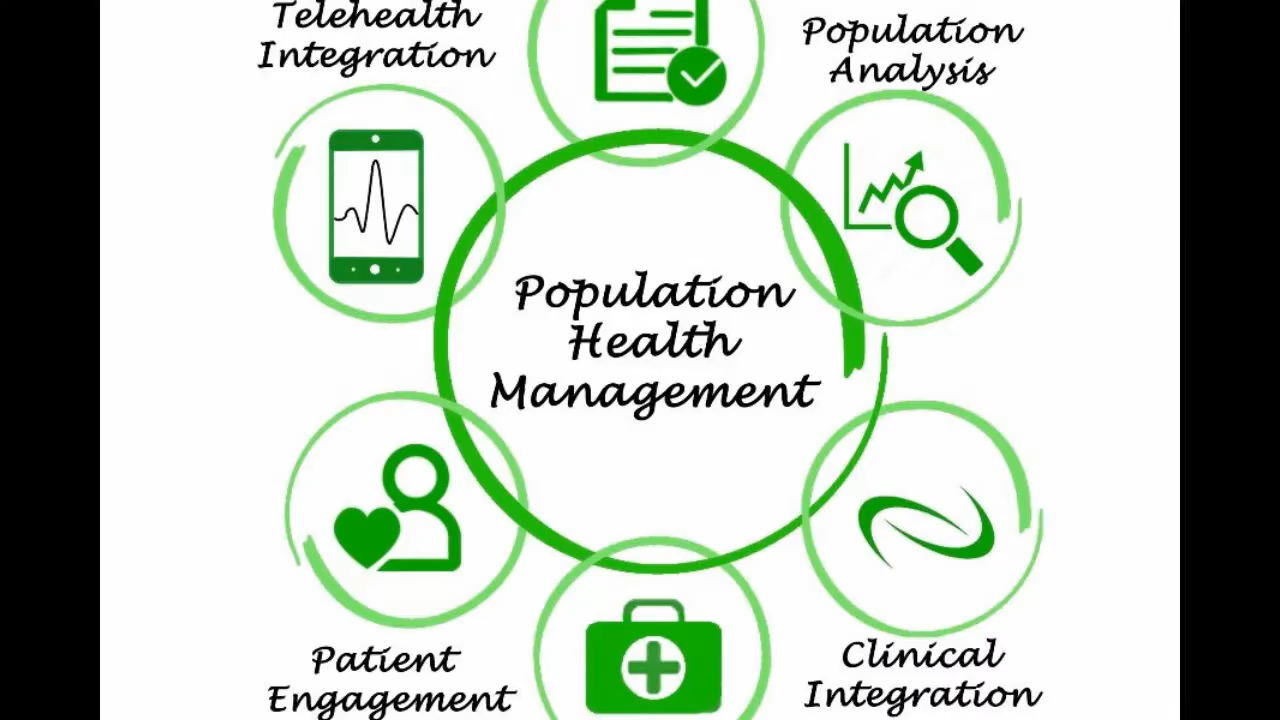 Telehealth
Integration
Population
Analysis
Population
Health
Management
Patient
Engagement
Clinical
Integration